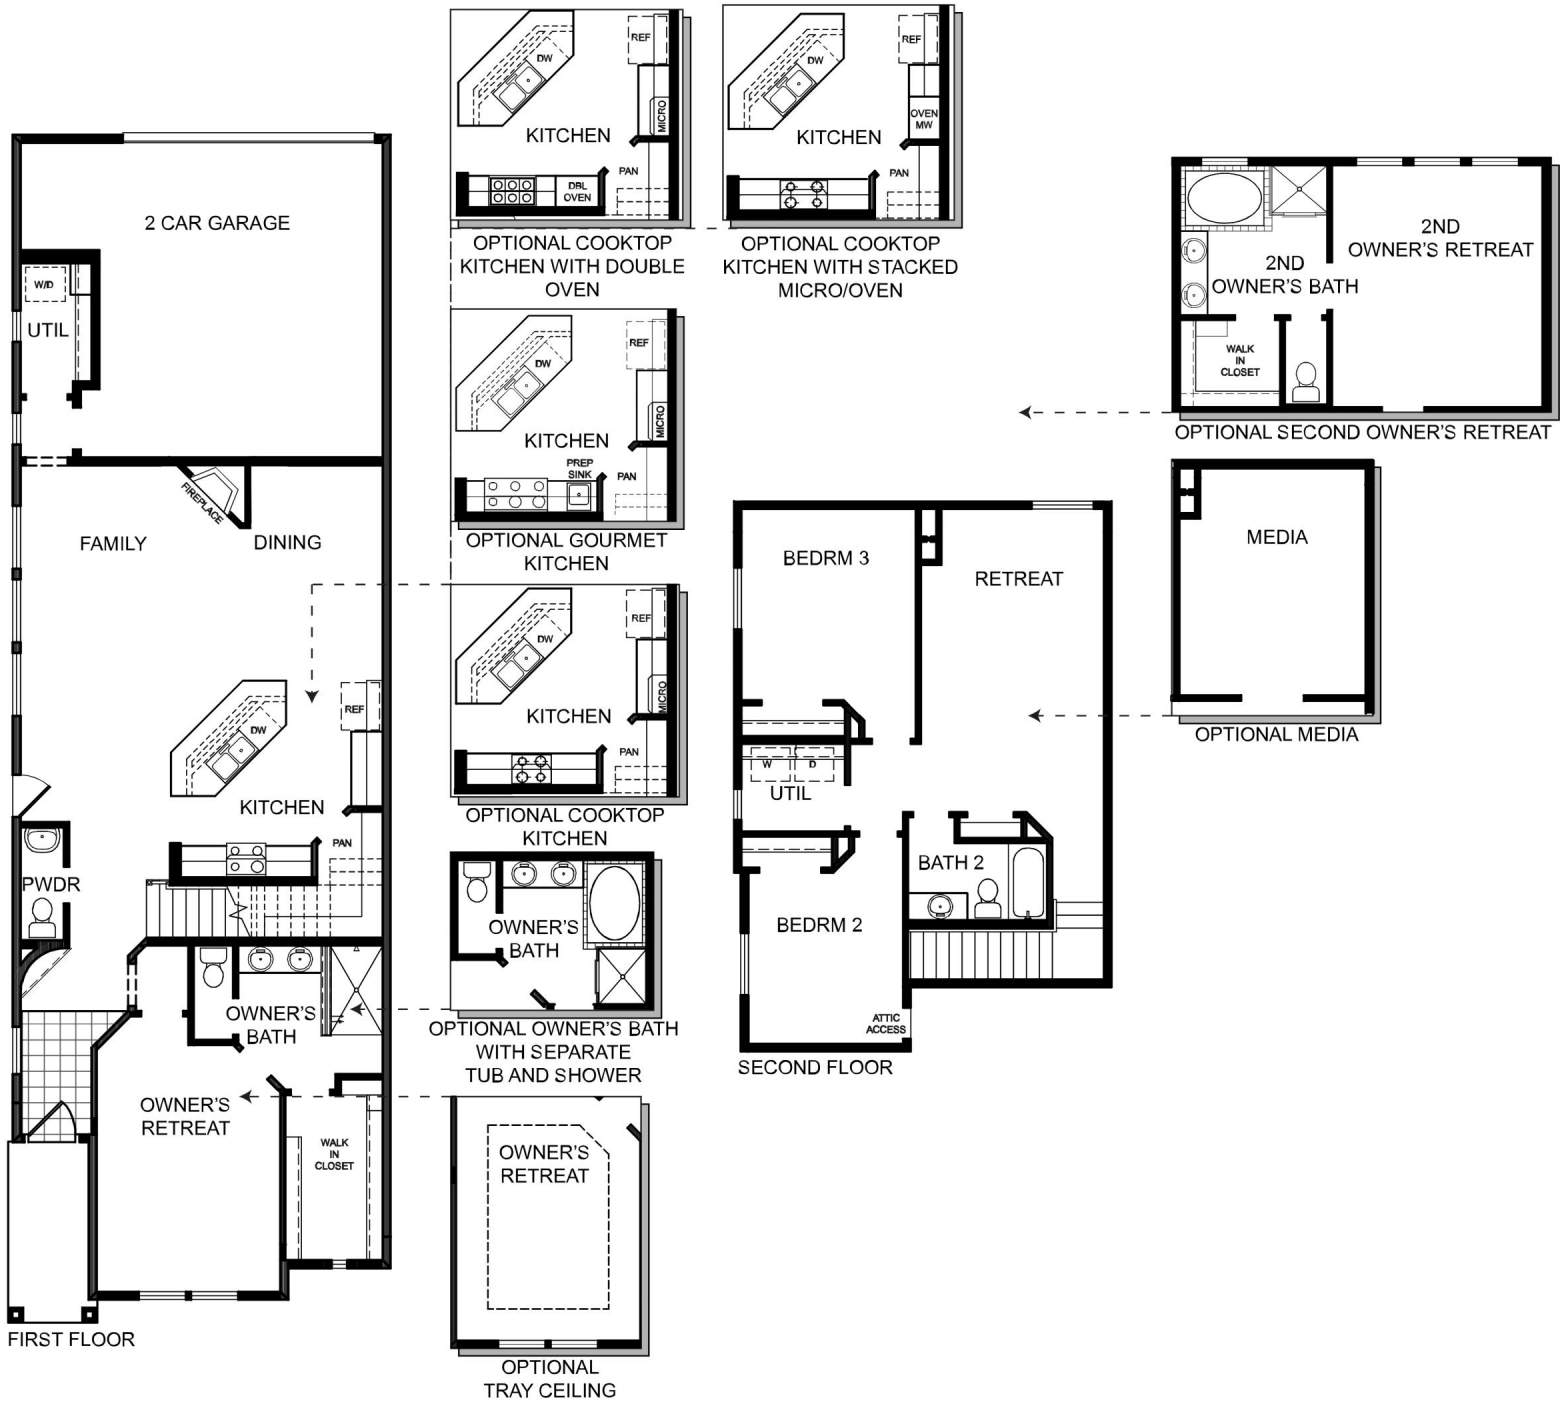 2 CAR GARAGE
W/D
UTIL
FIREPLACE
FAMILY
DINING
REF
DW
KITCHEN
PAN
PWDR
OWNER'S
BATH
OWNER'S
RETREAT
WALK
IN
CLOSET
FIRST FLOOR
REF
DW
MICRO
KITCHEN
PAN
DBL
OVEN
OPTIONAL COOKTOP
KITCHEN WITH DOUBLE
OVEN
REF
DW
OVEN
MW
KITCHEN
PAN
OPTIONAL COOKTOP
KITCHEN WITH STACKED
MICRO/OVEN
REF
DW
MICRO
KITCHEN
PREP
SINK
PAN
OPTIONAL GOURMET
KITCHEN
REF
DW
MICRO
KITCHEN
PAN
OPTIONAL COOKTOP
KITCHEN
OWNER'S
BATH
OPTIONAL OWNER'S BATH
WITH SEPARATE
TUB AND SHOWER
OWNER'S
RETREAT
OPTIONAL
TRAY CEILING
BEDRM 3
RETREAT
W
D
UTIL
BATH 2
BEDRM 2
ATTIC
ACCESS
SECOND FLOOR
2ND
OWNER'S RETREAT
2ND
OWNER'S BATH
WALK
IN
CLOSET
OPTIONAL SECOND OWNER'S RETREAT
MEDIA
OPTIONAL MEDIA